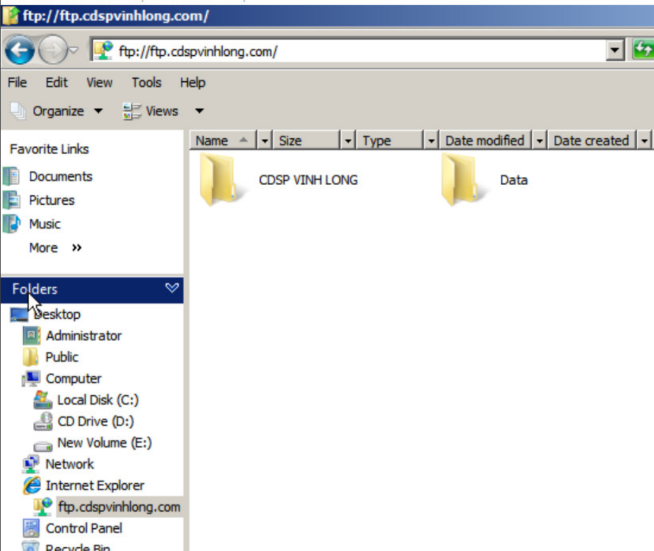 ftp://ftp.cdspvinhlong.com/
ftp://ftp.cdspvinhlong.com/
File Edit View Tools Help
Organize Views
Favorite Links
Documents
Pictures
Music
More »
Name Size Type Date modified Date created
CDSP VINH LONG Data
Folders
Desktop
Administrator
Public
Computer
Local Disk (C:)
CD Drive (D:)
New Volume (E:)
Network
Internet Explorer
ftp.cdspvinhlong.com
Control Panel
Recycle Bin